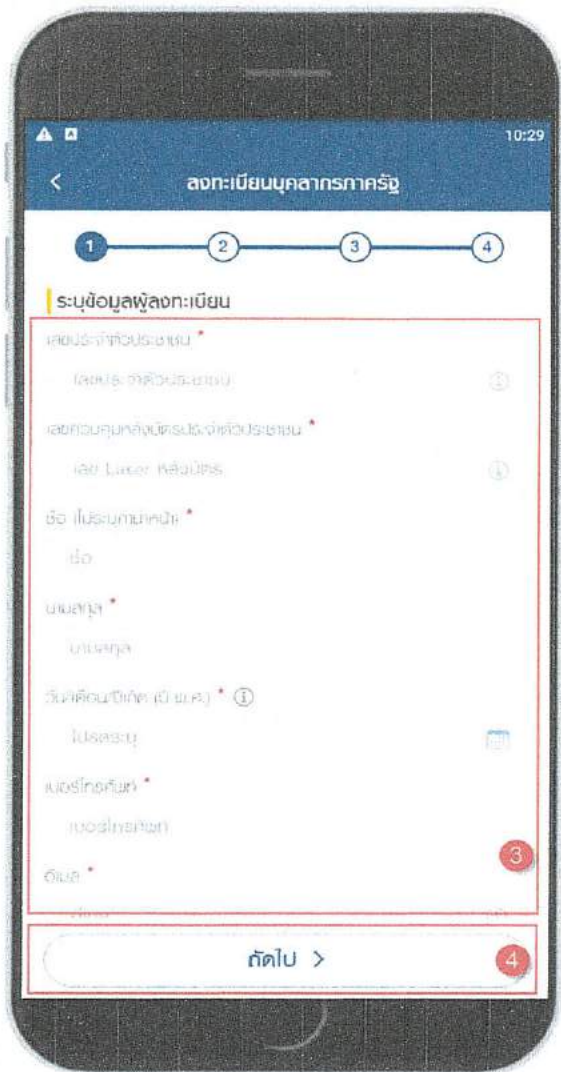 10:29
ลงทะเบียนบุคลากรภาครัฐ
1 2 3 4
ระบุข้อมูลผู้ลงทะเบียน
เลขประจำตัวประชาชน *
เลขประจำตัวประชาชน
เลขควบคุมหลังบัตรประจำตัวประชาชน *
เลข Laser หลังบัตร
ชื่อ (ไม่ระบุคำนำหน้า) *
ชื่อ
นามสกุล *
นามสกุล
วัน/เดือน/ปีเกิด (ปี พ.ศ.) *
โปรดระบุ
เบอร์โทรศัพท์ *
เบอร์โทรศัพท์
3
อีเมล *
ถัดไป >
4